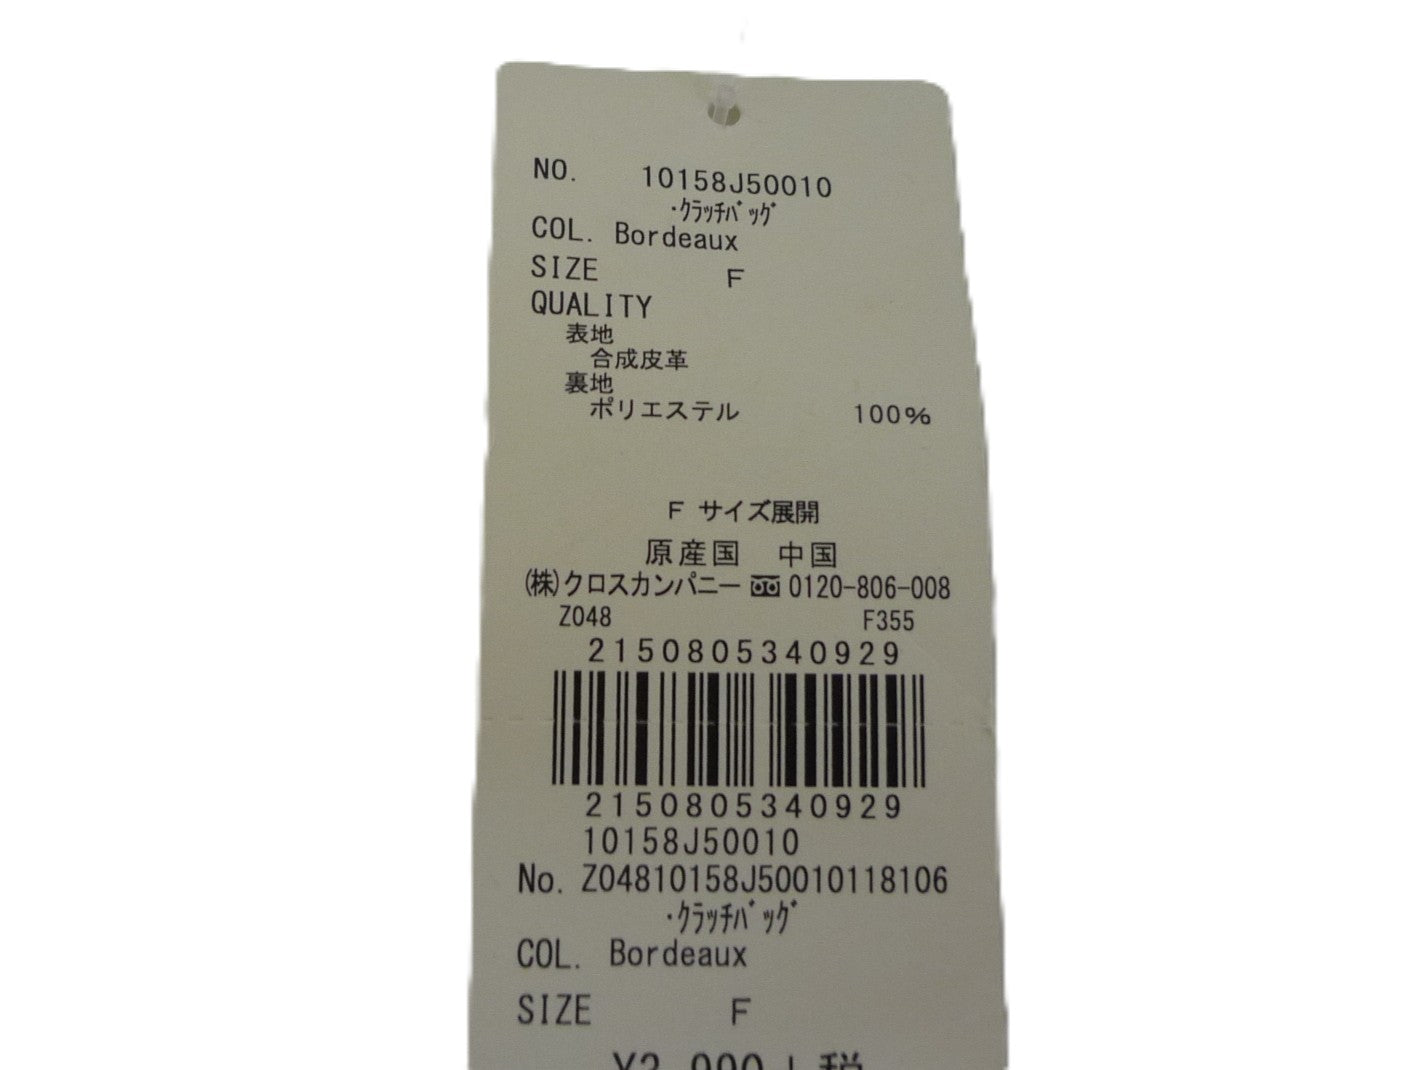 NO. 10158J50010
･ｸﾗｯﾁﾊﾞｯｸﾞ
COL. Bordeaux
SIZE F
QUALITY
表地
合成皮革
裏地
ポリエステル 100%
F サイズ展開
原産国 中国
(株)クロスカンパニー 0120-806-008
Z048 F355
2150805340929
2150805340929
10158J50010
No. Z04810158J50010118106
･ｸﾗｯﾁﾊﾞｯｸﾞ
COL. Bordeaux
SIZE F